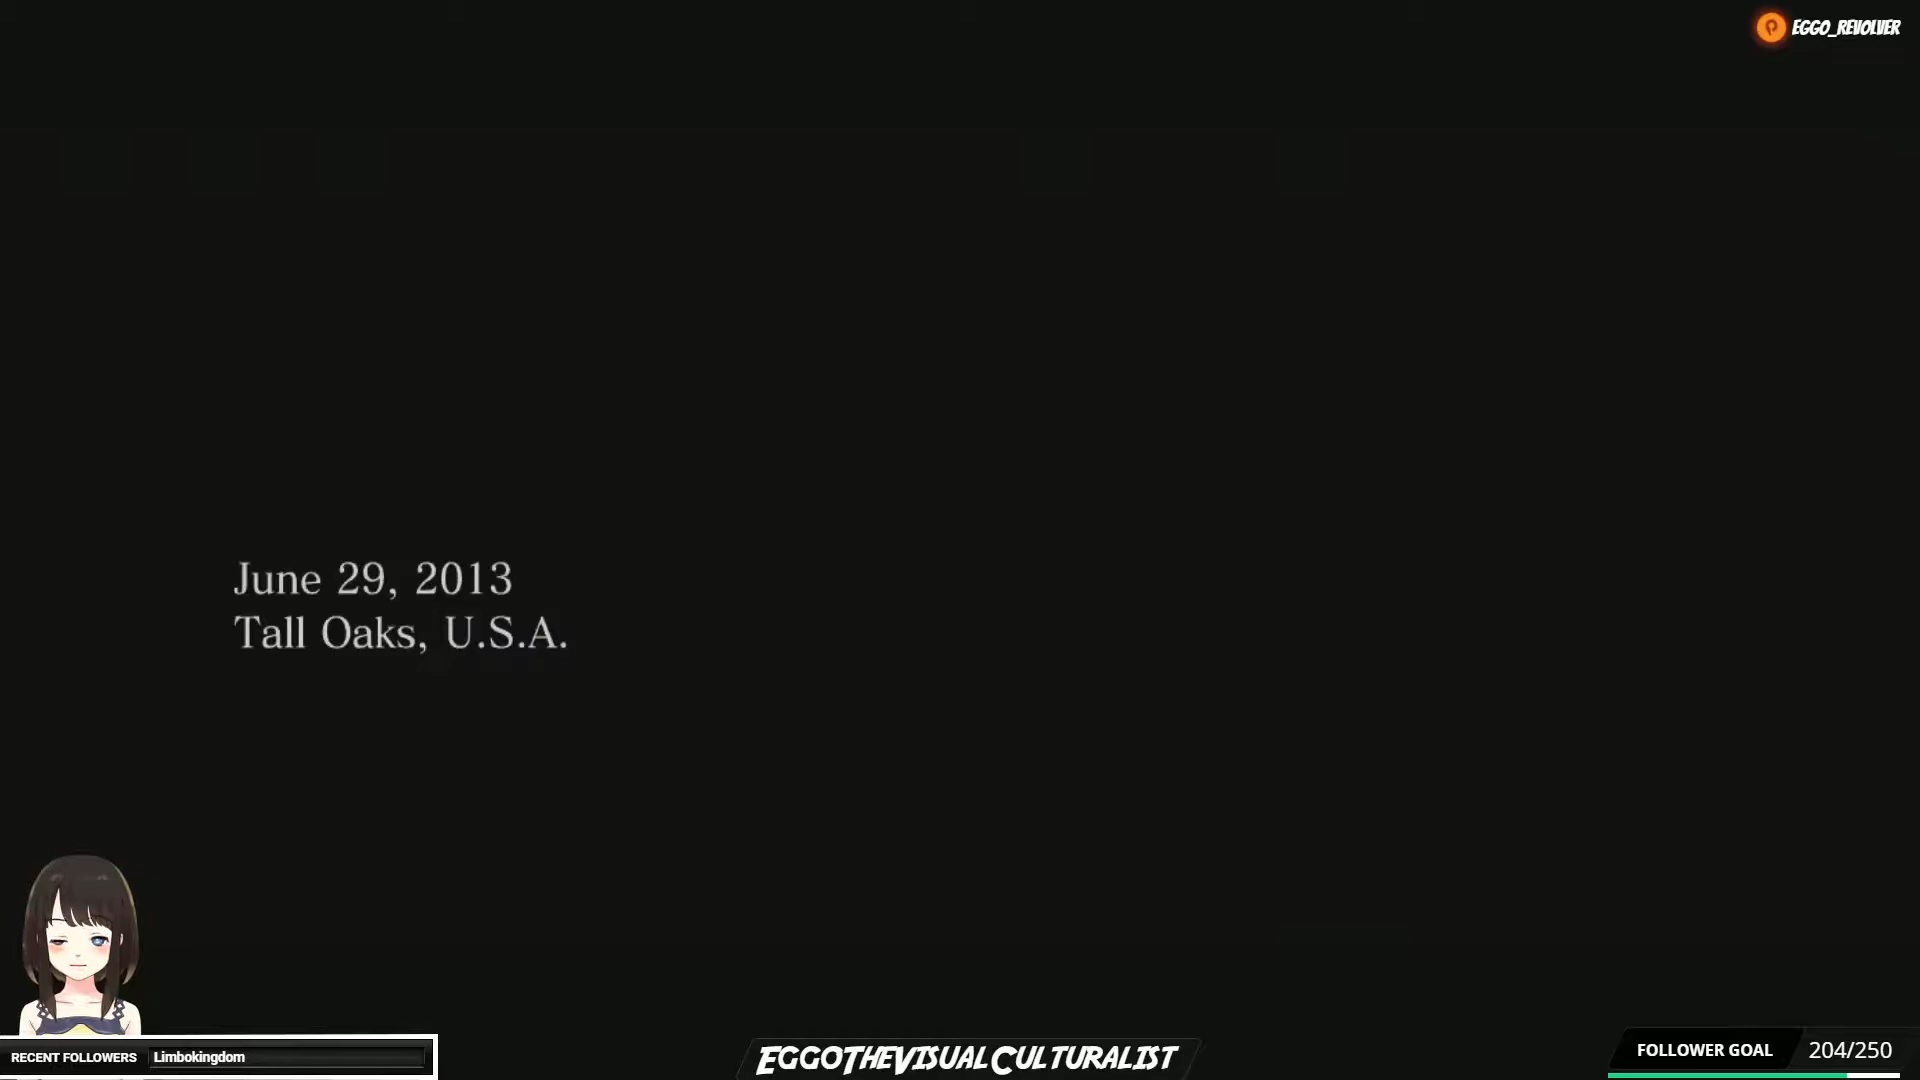 EGGO_REVOLVER
June 29, 2013
Tall Oaks, U.S.A.
RECENT FOLLOWERS Limbokingdom
EGGOTHEVISUALCULTURALIST
FOLLOWER GOAL 204/250